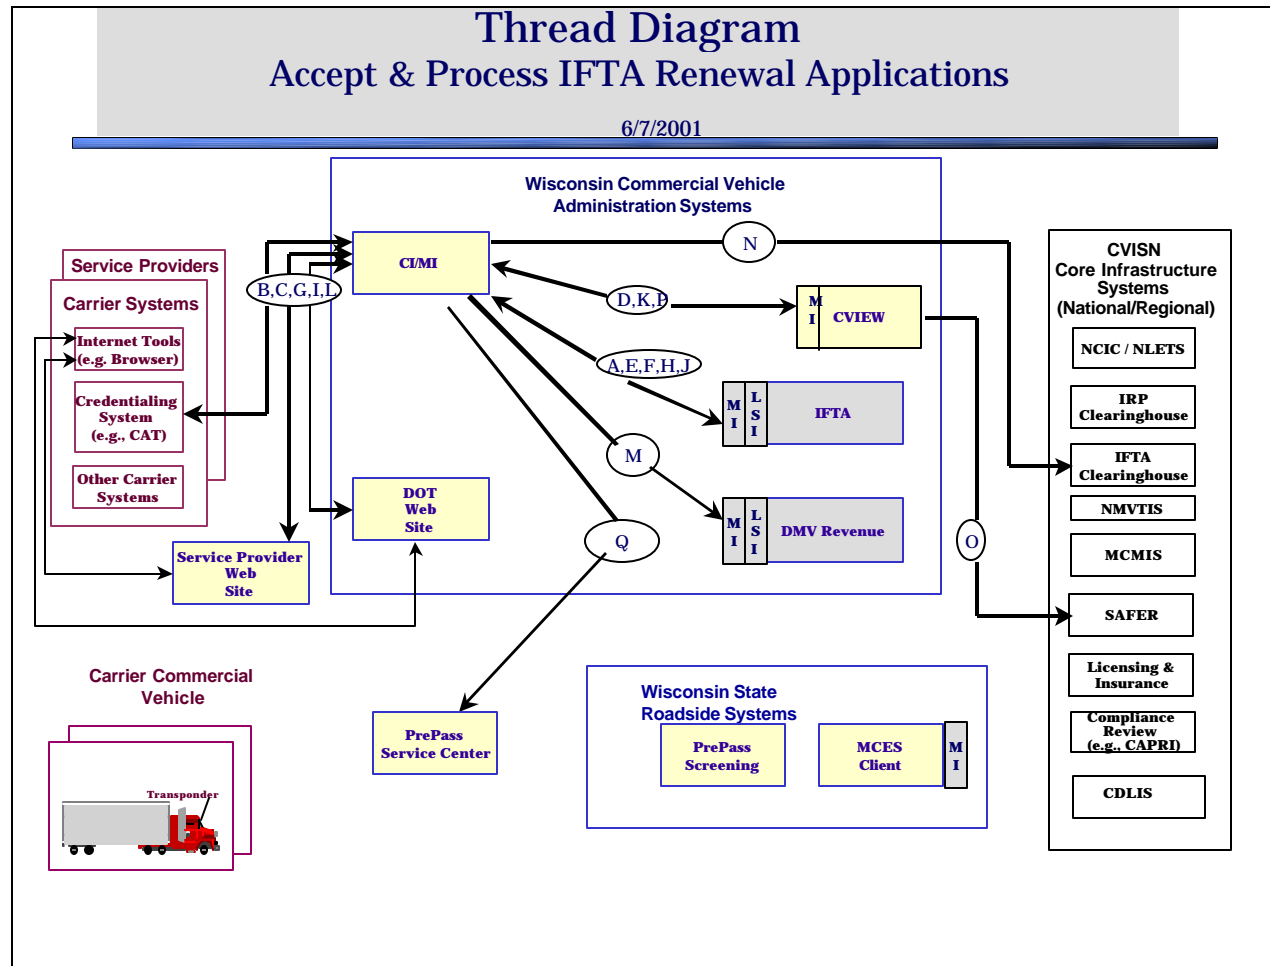 Thread Diagram
Accept & Process IFTA Renewal Applications
6/7/2001
Wisconsin Commercial Vehicle
Administration Systems
CI/MI
N
B,C,G,I,L
D,K,P
M
I
CVIEW
A,E,F,H,J
M
I
L
S
I
IFTA
M
M
I
L
S
I
DMV Revenue
Q
O
DOT
Web
Site
Service Providers
Carrier Systems
Internet Tools
(e.g. Browser)
Credentialing
System
(e.g., CAT)
Other Carrier
Systems
Service Provider
Web
Site
CVISN
Core Infrastructure
Systems
(National/Regional)
NCIC / NLETS
IRP
Clearinghouse
IFTA
Clearinghouse
NMVTIS
MCMIS
SAFER
Licensing &
Insurance
Compliance
Review
(e.g., CAPRI)
CDLIS
Carrier Commercial
Vehicle
Transponder
PrePass
Service Center
Wisconsin State
Roadside Systems
PrePass
Screening
MCES
Client
M
I